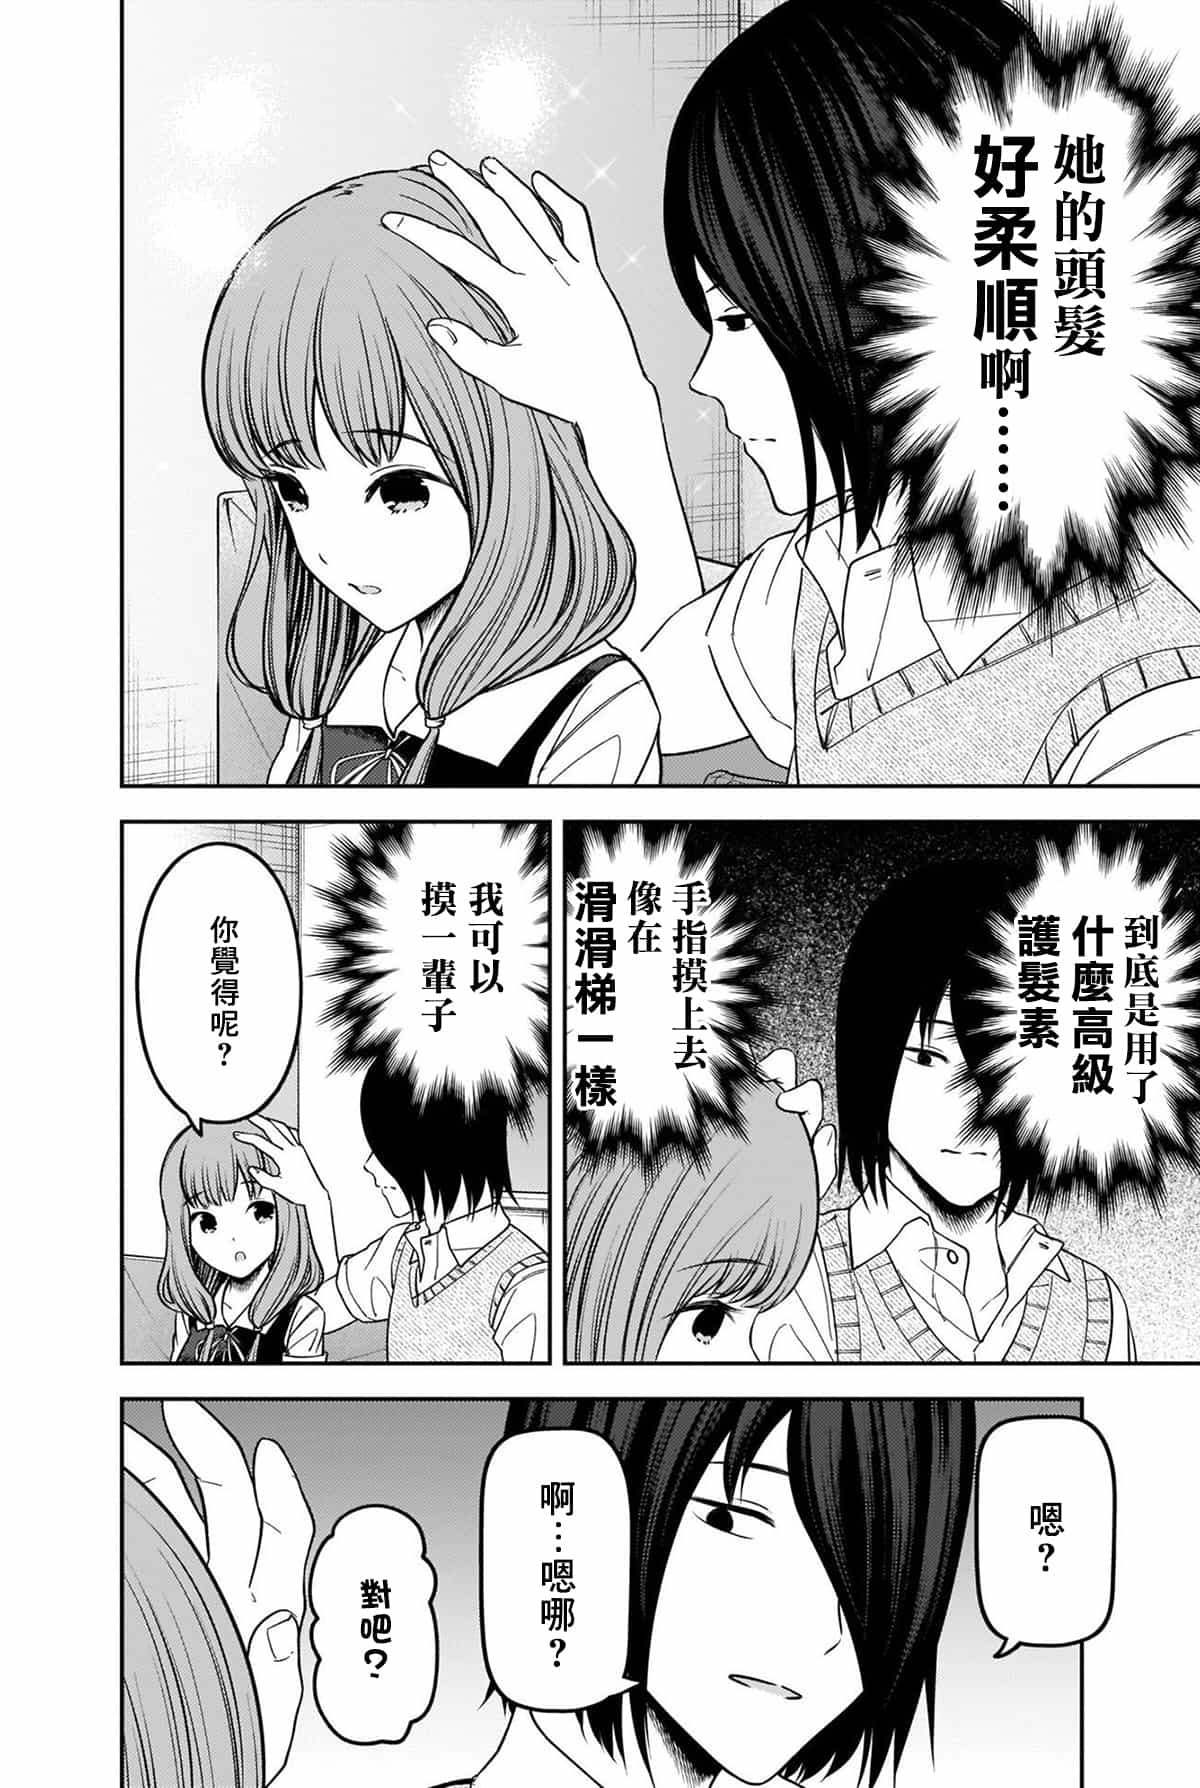 她的頭髮
好柔順啊……
到底是用了
什麼高級
護髮素
手指摸上去
像在
滑滑梯一樣
我可以
摸一輩子
你覺得呢?
嗯?
啊…嗯哪?
對吧?